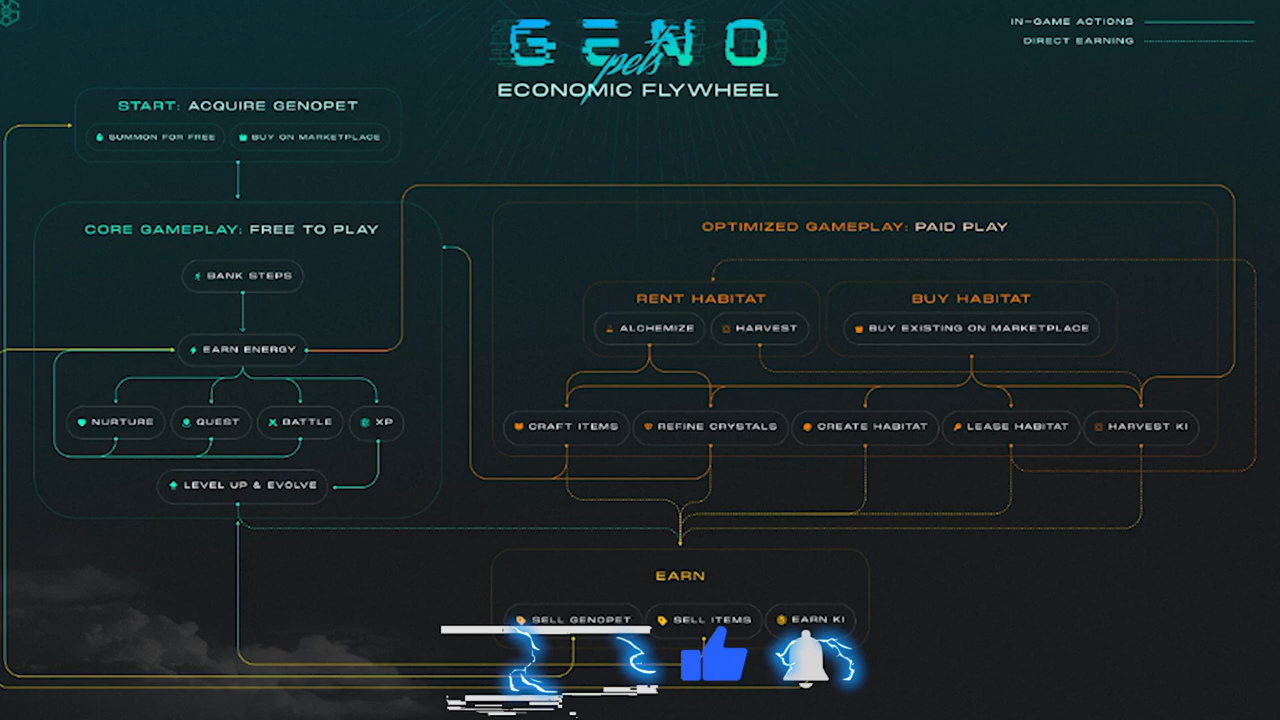 GENO
pets
ECONOMIC FLYWHEEL
IN-GAME ACTIONS
DIRECT EARNING
START: ACQUIRE GENOPET
SUMMON FOR FREE
BUY ON MARKETPLACE
CORE GAMEPLAY: FREE TO PLAY
BANK STEPS
EARN ENERGY
NURTURE
QUEST
BATTLE
XP
LEVEL UP & EVOLVE
OPTIMIZED GAMEPLAY: PAID PLAY
RENT HABITAT
ALCHEMIZE
HARVEST
BUY HABITAT
BUY EXISTING ON MARKETPLACE
CRAFT ITEMS
REFINE CRYSTALS
CREATE HABITAT
LEASE HABITAT
HARVEST KI
EARN
SELL GENOPET
SELL ITEMS
EARN KI